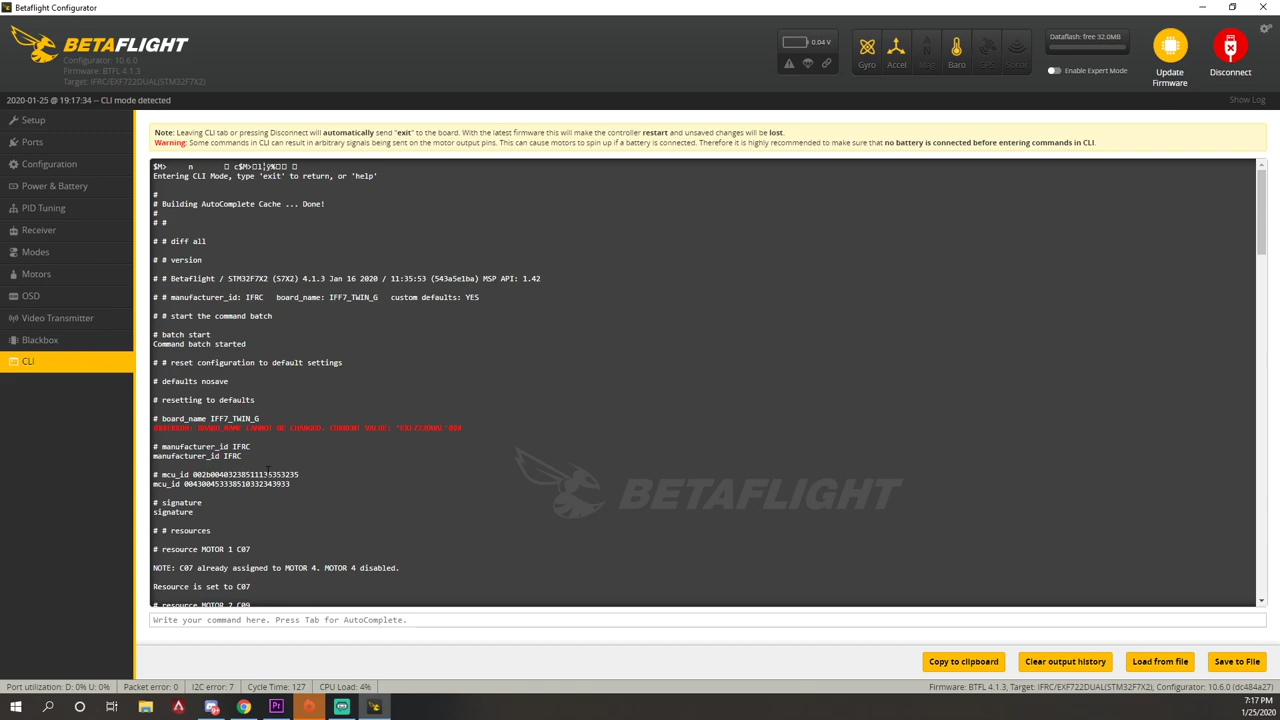 Betaflight Configurator
BETAFLIGHT
Configurator: 10.6.0
Firmware: BTFL 4.1.3
Target: IFRC/EXF722DUAL(STM32F7X2)
0.04 V
Gyro
Accel
Mag
Baro
GPS
Sonar
Dataflash: free 32.0MB
Enable Expert Mode
Update
Firmware
Disconnect
2020-01-25 @ 19:17:34 -- CLI mode detected
Show Log
Setup
Ports
Configuration
Power & Battery
PID Tuning
Receiver
Modes
Motors
OSD
Video Transmitter
Blackbox
CLI
Note: Leaving CLI tab or pressing Disconnect will automatically send "exit" to the board. With the latest firmware this will make the controller restart and unsaved changes will be lost.
Warning: Some commands in CLI can result in arbitrary signals being sent on the motor output pins. This can cause motors to spin up if a battery is connected. Therefore it is highly recommended to make sure that no battery is connected before entering commands in CLI.
Entering CLI Mode, type 'exit' to return, or 'help'
#
# Building AutoComplete Cache ... Done!
#
# #
# # diff all
# # version
# # Betaflight / STM32F7X2 (S7X2) 4.1.3 Jan 16 2020 / 11:35:53 (543a5e1ba) MSP API: 1.42
# # manufacturer_id: IFRC board_name: IFF7_TWIN_G custom defaults: YES
# # start the command batch
# batch start
Command batch started
# # reset configuration to default settings
# defaults nosave
# resetting to defaults
# board_name IFF7_TWIN_G
###ERROR: BOARD_NAME CANNOT BE CHANGED. CURRENT VALUE: 'EXF722DUAL'###
# manufacturer_id IFRC
manufacturer_id IFRC
# mcu_id 002b00403238511135353235
mcu_id 004300453338510332343933
# signature
signature
# # resources
# resource MOTOR 1 C07
NOTE: C07 already assigned to MOTOR 4. MOTOR 4 disabled.
Resource is set to C07
# resource MOTOR 2 C09
BETAFLIGHT
Write your command here. Press Tab for AutoComplete.
Copy to clipboard
Clear output history
Load from file
Save to File
Port utilization: D: 0% U: 0%
Packet error: 0
I2C error: 7
Cycle Time: 127
CPU Load: 4%
Firmware: BTFL 4.1.3, Target: IFRC/EXF722DUAL(STM32F7X2), Configurator: 10.6.0 (dc484a27)
7:17 PM
1/25/2020